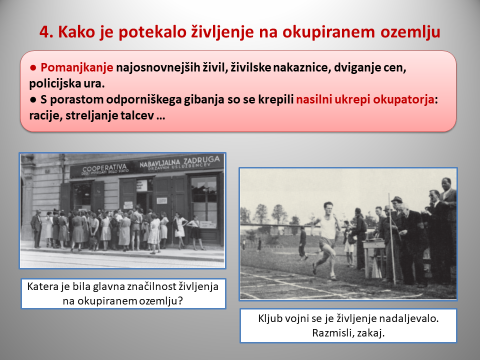 4. Kako je potekalo življenje na okupiranem ozemlju
● Pomanjkanje najosnovnejših živil, živilske nakaznice, dviganje cen,
policijska ura.
● S porastom odporniškega gibanja so se krepili nasilni ukrepi okupatorja:
racije, streljanje talcev …
COOPERATIVA
NABAVLJALNA ZADRUGA
Katera je bila glavna značilnost življenja
na okupiranem ozemlju?
Kljub vojni se je življenje nadaljevalo.
Razmisli, zakaj.